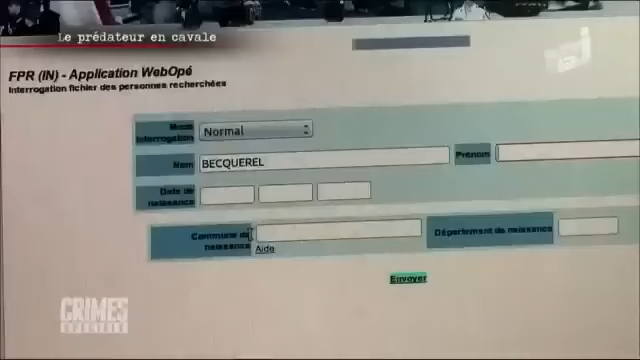 Le prédateur en cavale
FPR (IN) - Application WebOpé
Interrogation fichier des personnes recherchées
Mode interrogation
Normal
Nom
BECQUEREL
Prénom
Date de naissance
Commune de naissance
Aide
Département de naissance
Envoyer
CRIMES